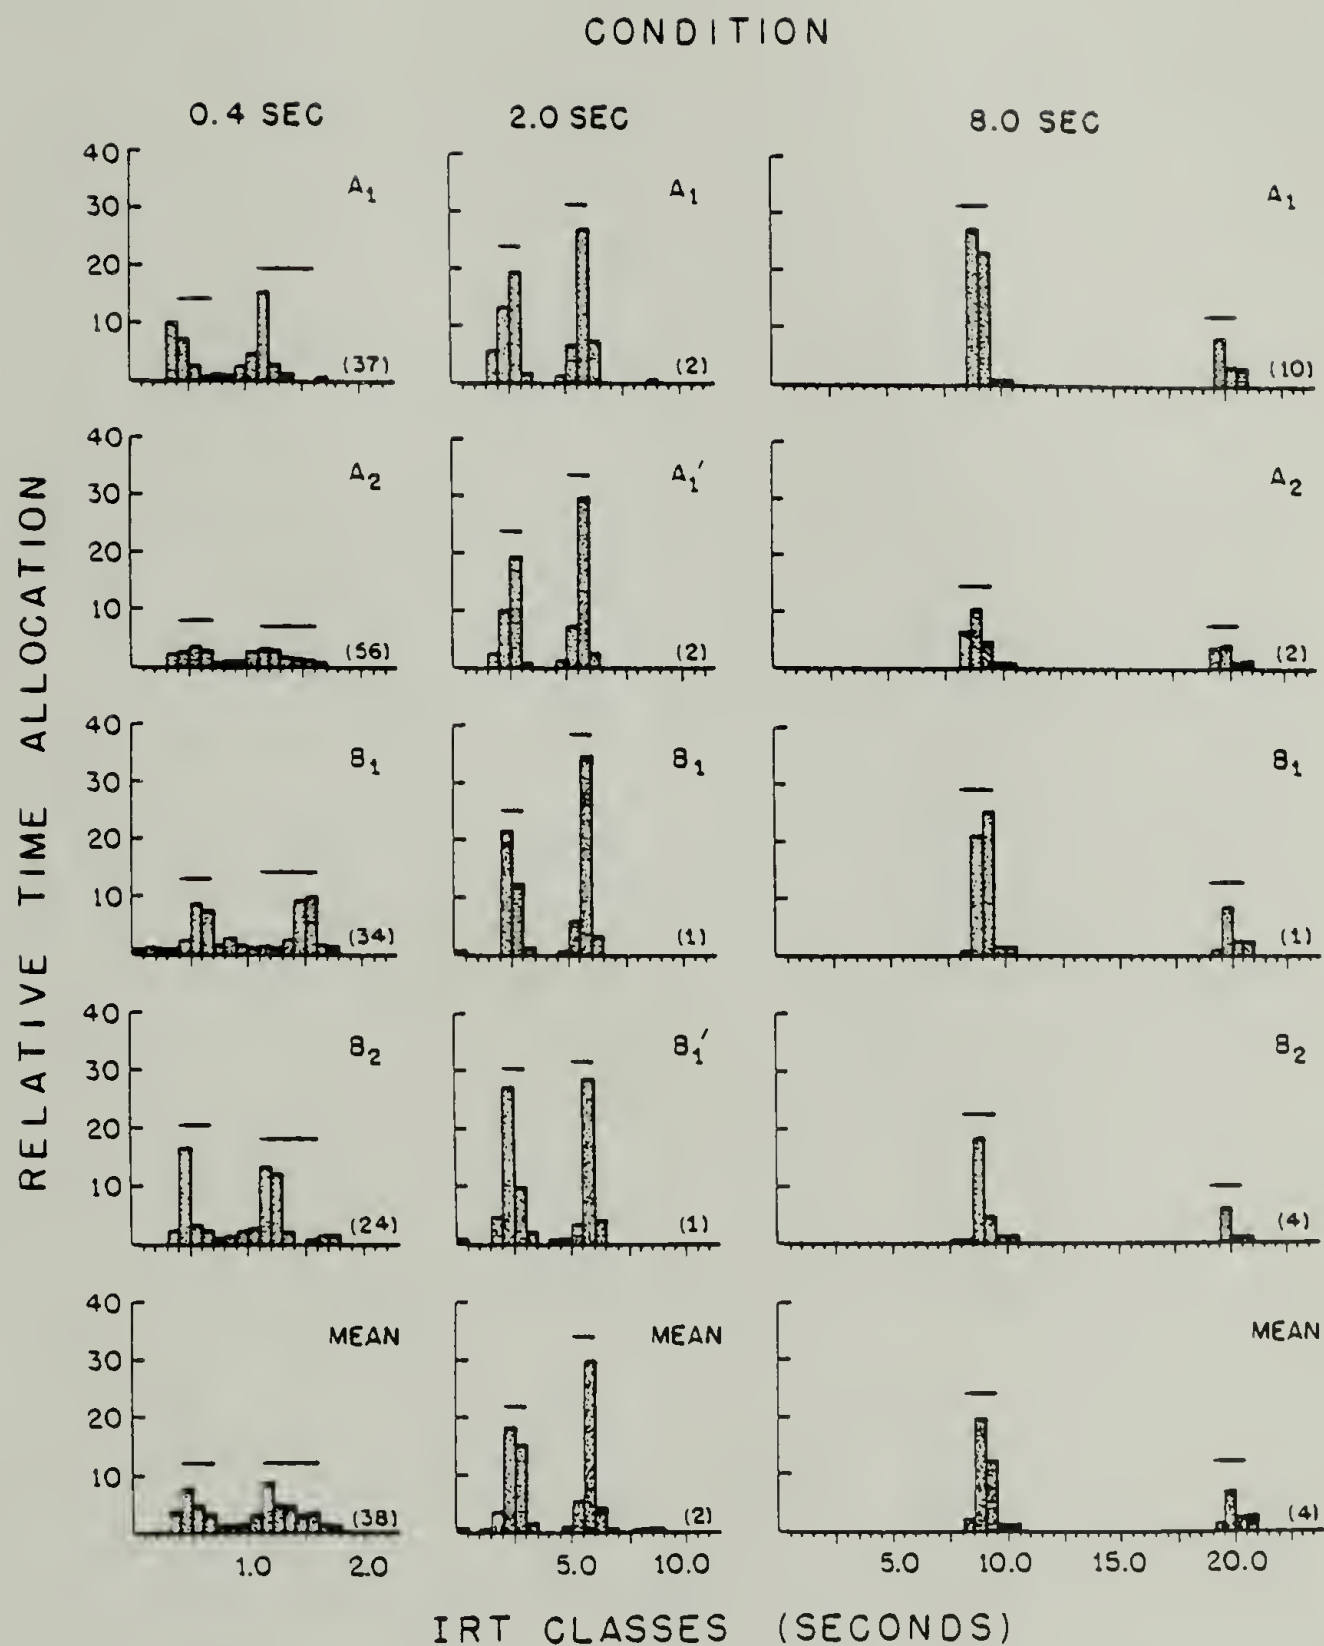 CONDITION
0.4 SEC 2.0 SEC 8.0 SEC
40
30
20
10
A1 A1 A1
(37) (2) (10)
40
30
20
10
A2 A1′ A2
(56) (2) (2)
40
30
20
10
B1 B1 B1
(34) (1) (1)
40
30
20
10
B2 B1′ B2
(24) (1) (4)
40
30
20
10
MEAN MEAN MEAN
(38) (2) (4)
1.0 2.0 5.0 10.0 5.0 10.0 15.0 20.0
RELATIVE TIME ALLOCATION
IRT CLASSES (SECONDS)